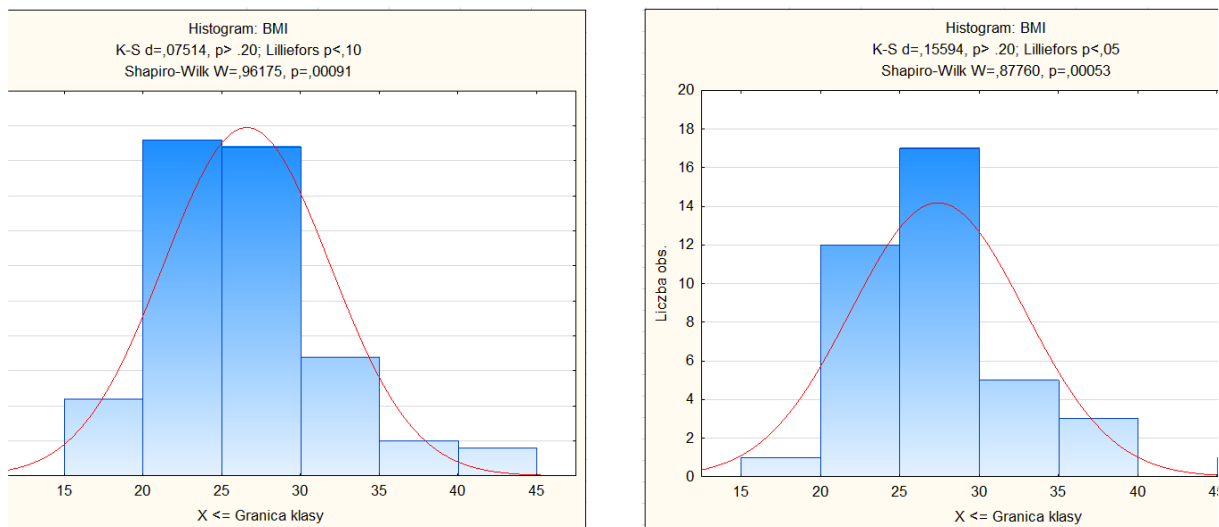 Histogram: BMI
K-S d=,07514, p> .20; Lilliefors p<,10
Shapiro-Wilk W=,96175, p=,00091
15 20 25 30 35 40 45
X <= Granica klasy
Histogram: BMI
K-S d=,15594, p> .20; Lilliefors p<,05
Shapiro-Wilk W=,87760, p=,00053
20
18
16
14
12
10
8
6
4
2
0
Liczba obs.
15 20 25 30 35 40 45
X <= Granica klasy